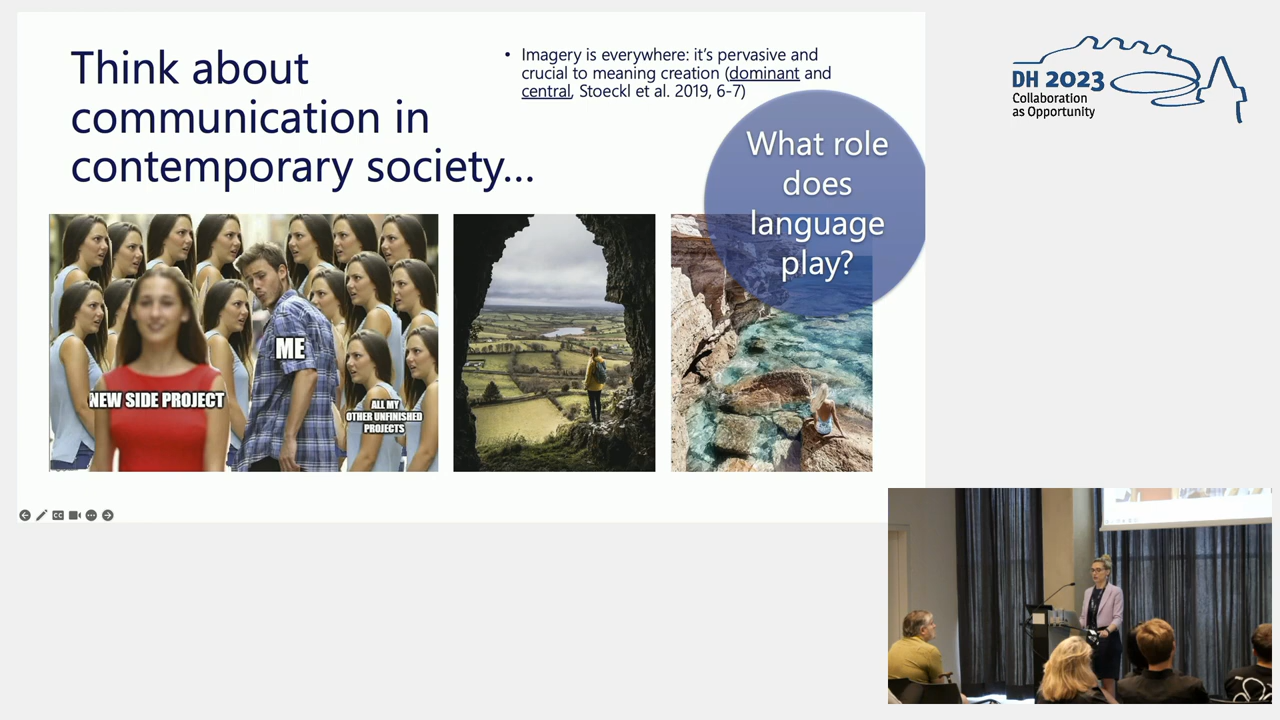 Think about
communication in
contemporary society...
• Imagery is everywhere: it's pervasive and
crucial to meaning creation (dominant and
central, Stoeckl et al. 2019, 6-7)
What role
does
language
play?
NEW SIDE PROJECT
ME
ALL MY
OTHER UNFINISHED
PROJECTS
DH 2023
Collaboration
as Opportunity